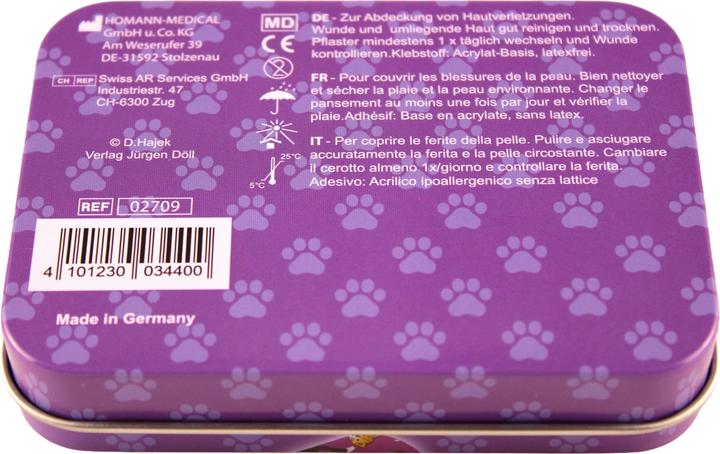 HOMANN-MEDICAL
GmbH u. Co. KG
Am Weserufer 39
DE-31592 Stolzenau
CH REP Swiss AR Services GmbH
Industriestr. 47
CH-6300 Zug
© D.Hajek
Verlag Jürgen Döll
REF 02709
4 101230 034400
Made in Germany
MD
CE
2
25°C
5°C
DE - Zur Abdeckung von Hautverletzungen.
Wunde und umliegende Haut gut reinigen und trocknen.
Pflaster mindestens 1 x täglich wechseln und Wunde
kontrollieren.Klebstoff: Acrylat-Basis, latexfrei.
FR - Pour couvrir les blessures de la peau. Bien nettoyer
et sécher la plaie et la peau environnante. Changer le
pansement au moins une fois par jour et vérifier la
plaie.Adhésif: Base en acrylate, sans latex.
IT - Per coprire le ferite della pelle. Pulire e asciugare
accuratamente la ferita e la pelle circostante. Cambiare
il cerotto almeno 1x/giorno e controllare la ferita.
Adesivo: Acrilico ipoallergenico senza lattice